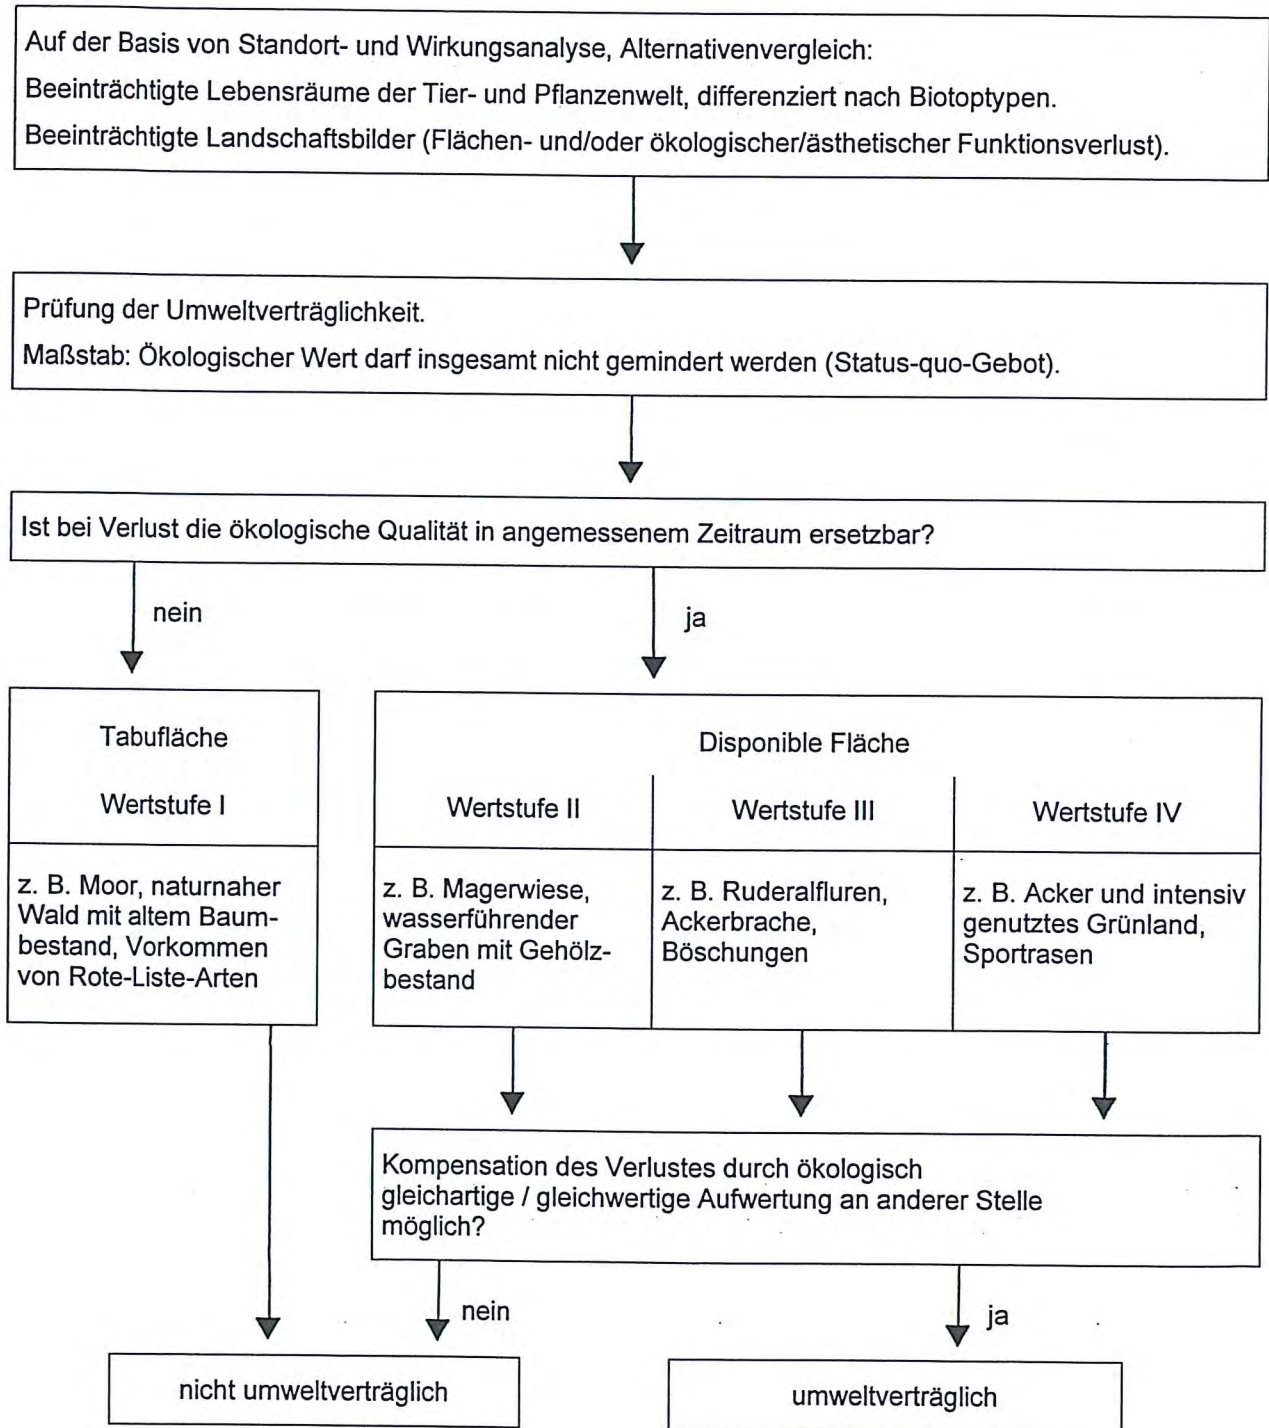 Auf der Basis von Standort- und Wirkungsanalyse, Alternativenvergleich:
Beeinträchtigte Lebensräume der Tier- und Pflanzenwelt, differenziert nach Biotoptypen.
Beeinträchtigte Landschaftsbilder (Flächen- und/oder ökologischer/ästhetischer Funktionsverlust).
Prüfung der Umweltverträglichkeit.
Maßstab: Ökologischer Wert darf insgesamt nicht gemindert werden (Status-quo-Gebot).
Ist bei Verlust die ökologische Qualität in angemessenem Zeitraum ersetzbar?
nein
ja
Tabufläche
Wertstufe I
z. B. Moor, naturnaher
Wald mit altem Baum-
bestand, Vorkommen
von Rote-Liste-Arten
Disponible Fläche
Wertstufe II
z. B. Magerwiese,
wasserführender
Graben mit Gehölz-
bestand
Wertstufe III
z. B. Ruderalfluren,
Ackerbrache,
Böschungen
Wertstufe IV
z. B. Acker und intensiv
genutztes Grünland,
Sportrasen
Kompensation des Verlustes durch ökologisch
gleichartige / gleichwertige Aufwertung an anderer Stelle
möglich?
nein
ja
nicht umweltverträglich
umweltverträglich